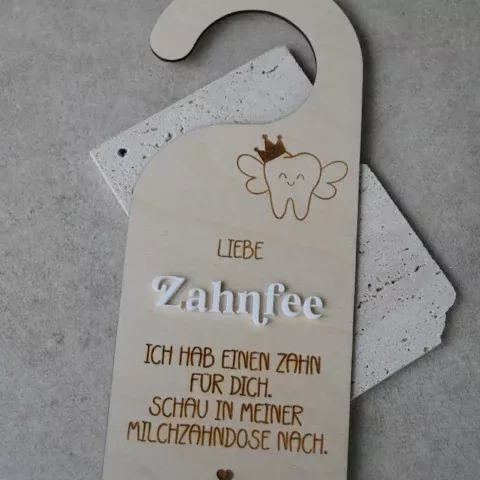 LIEBE
Zahnfee
ICH HAB EINEN ZAHN
FÜR DICH.
SCHAU IN MEINER
MILCHZAHNDOSE NACH.